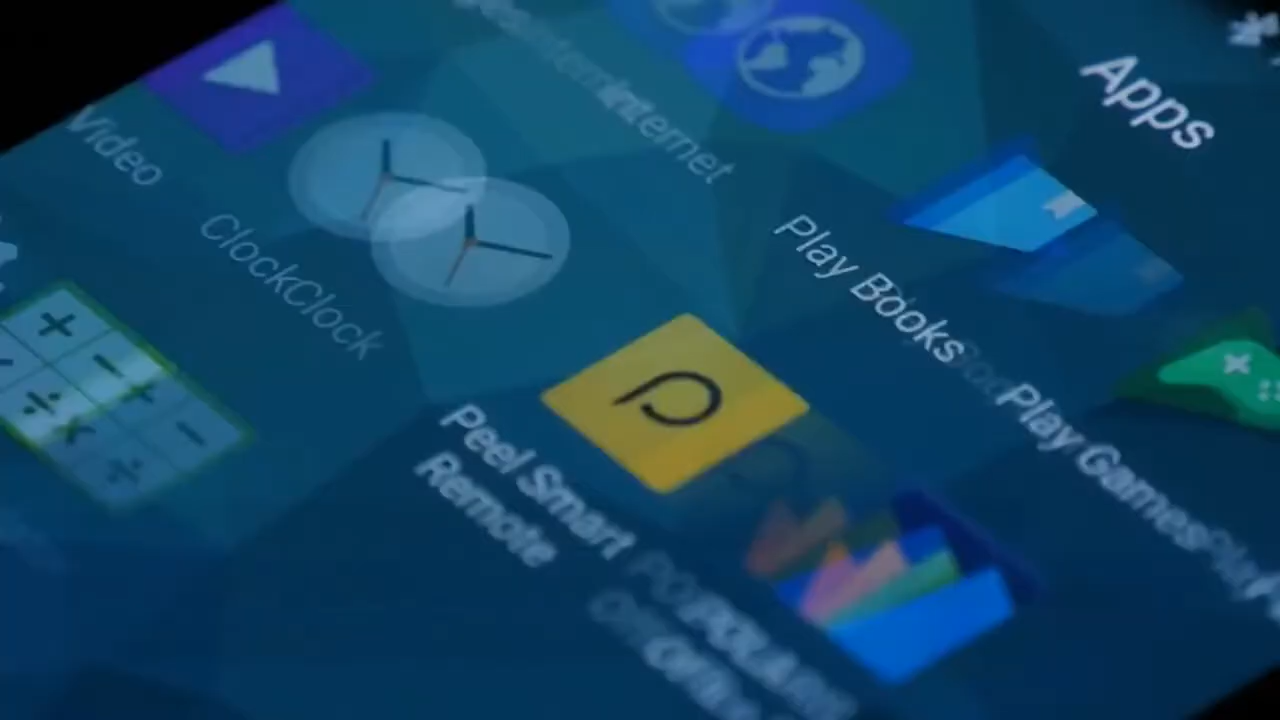 Apps
Internet
Video
ClockClock
Play Books
Play Games
Peel Smart
Remote